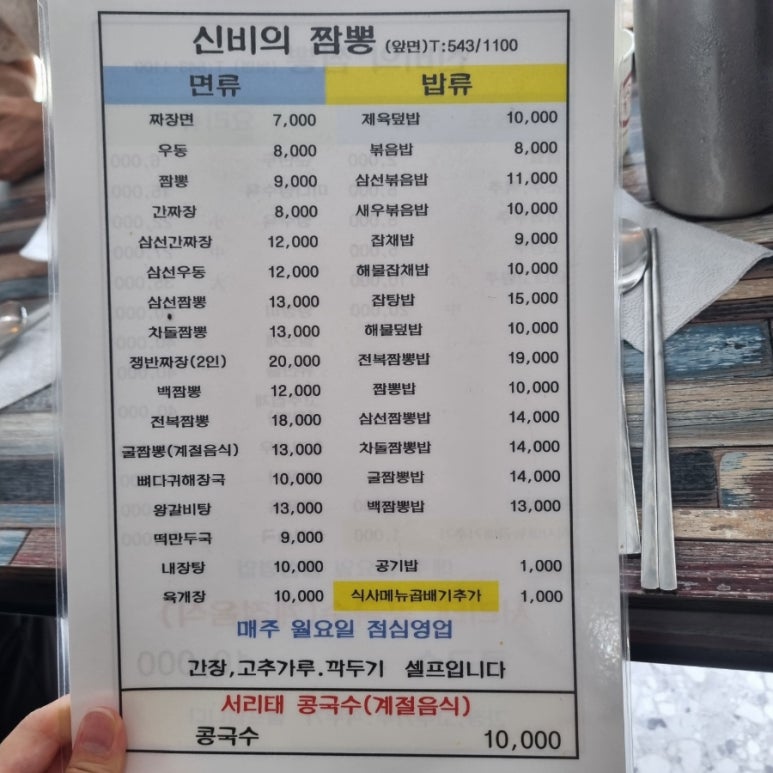 신비의 짬뽕 (앞면)T:543/1100
면류 밥류
짜장면 7,000 제육덮밥 10,000
우동 8,000 볶음밥 8,000
짬뽕 9,000 삼선볶음밥 11,000
간짜장 8,000 새우볶음밥 10,000
삼선간짜장 12,000 잡채밥 9,000
삼선우동 12,000 해물잡채밥 10,000
삼선짬뽕 13,000 잡탕밥 15,000
차돌짬뽕 13,000 해물덮밥 10,000
쟁반짜장(2인) 20,000 전복짬뽕밥 19,000
백짬뽕 12,000 짬뽕밥 10,000
전복짬뽕 18,000 삼선짬뽕밥 14,000
굴짬뽕(계절음식) 13,000 차돌짬뽕밥 14,000
뼈다귀해장국 10,000 굴짬뽕밥 14,000
왕갈비탕 13,000 백짬뽕밥 13,000
떡만두국 9,000
내장탕 10,000 공기밥 1,000
육개장 10,000 식사메뉴곱배기추가 1,000
매주 월요일 점심영업
간장,고추가루.깍두기 셀프입니다
서리태 콩국수(계절음식)
콩국수 10,000